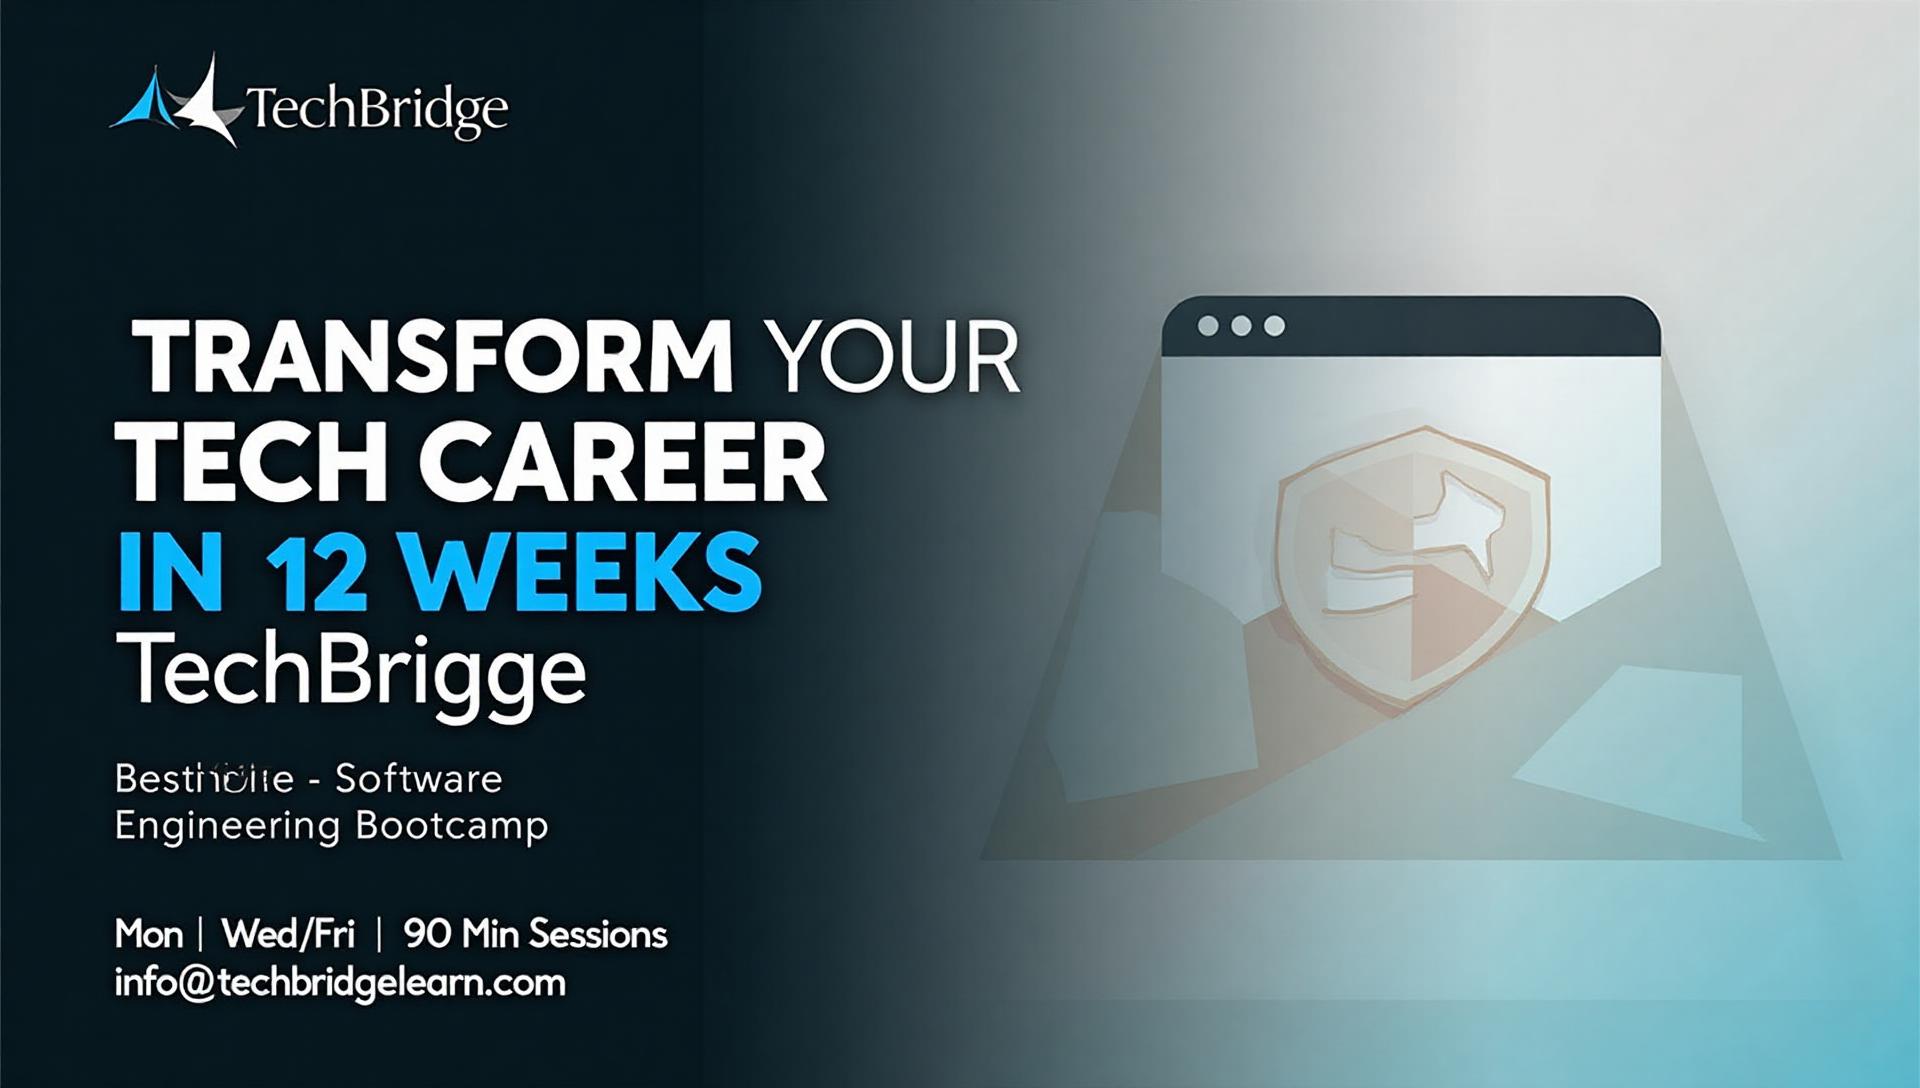 TechBridge
TRANSFORM YOUR
TECH CAREER
IN 12 WEEKS
TechBrigge
- Software
Engineering Bootcamp
Mon | Wed/Fri | 90 Min Sessions
info@techbridgelearn.com